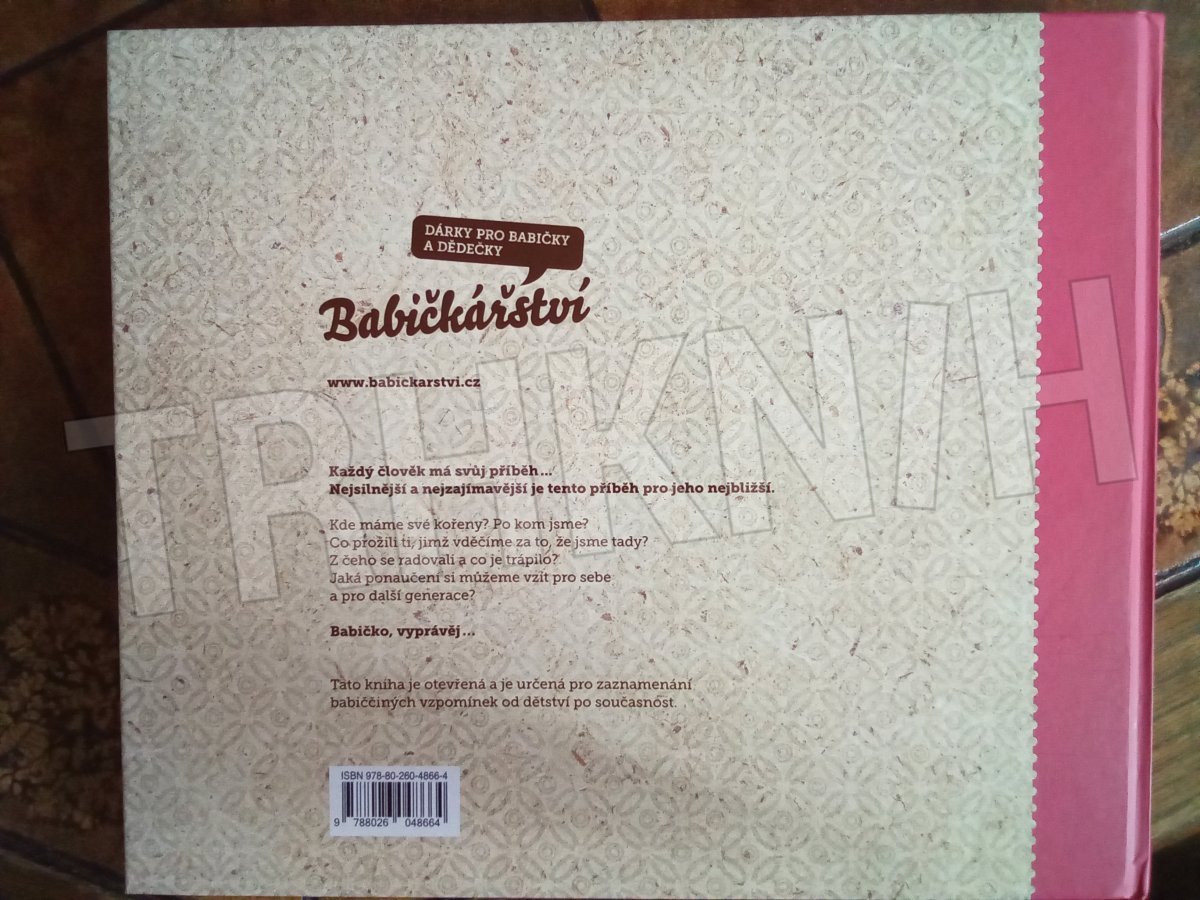 DÁRKY PRO BABIČKY
A DĚDEČKY
Babičkářství
www.babickarstvi.cz
TRHKNIH
Každý člověk má svůj příběh...
Nejsilnější a nejzajímavější je tento příběh pro jeho nejbližší.
Kde máme své kořeny? Po kom jsme?
Co prožili ti, jimž vděčíme za to, že jsme tady?
Z čeho se radovali a co je trápilo?
Jaká ponaučení si můžeme vzít pro sebe
a pro další generace?
Babičko, vyprávěj...
Tato kniha je otevřená a je určená pro zaznamenání
babiččiných vzpomínek od dětství po současnost.
ISBN 978-80-260-4866-4
9 788026 048664